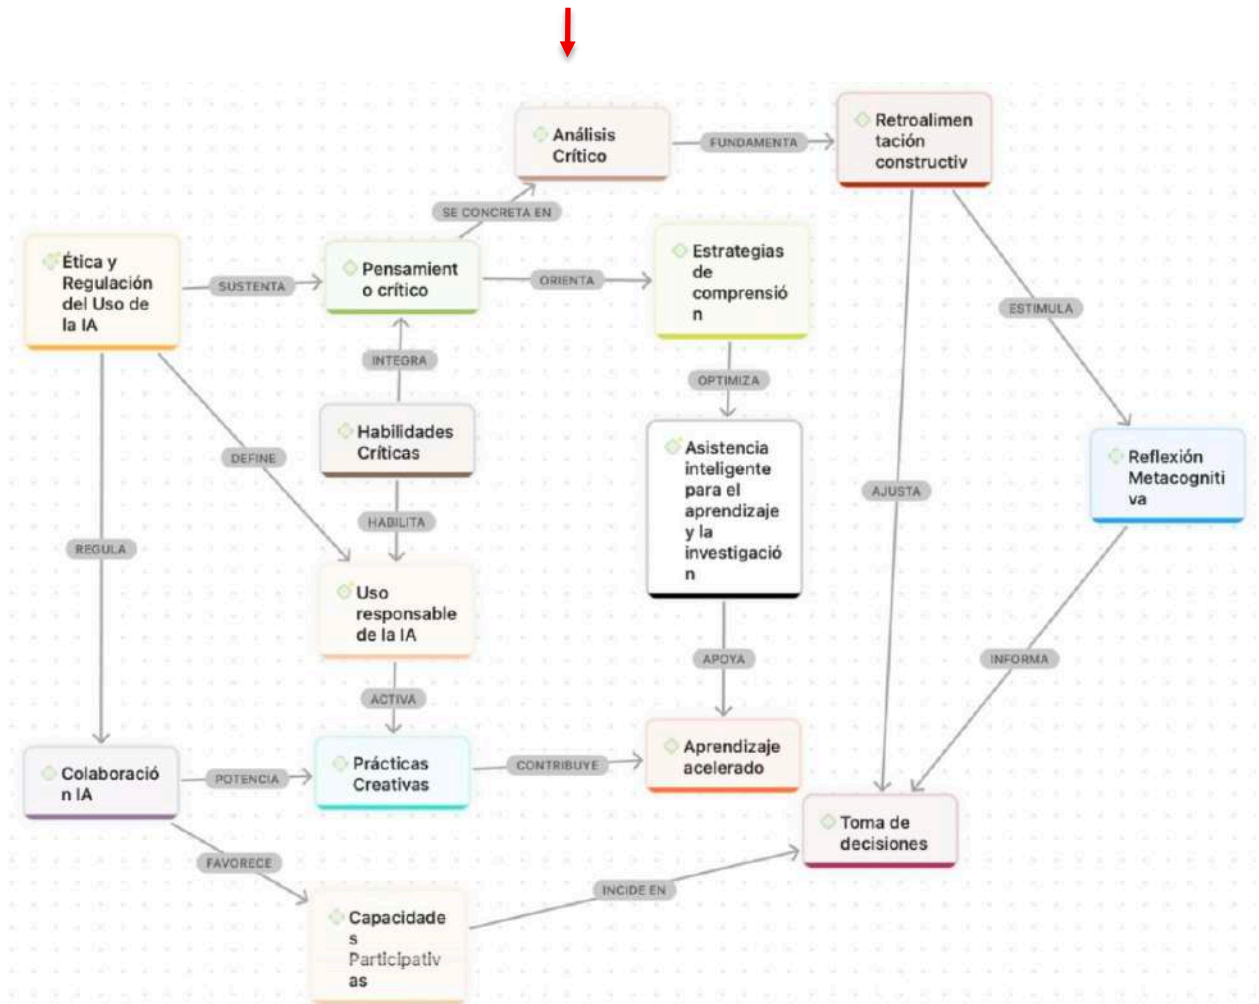 Análisis
Crítico
FUNDAMENTA
Retroalimen
tación
constructiv
SE CONCRETA EN
Ética y
Regulación
del Uso de
la IA
SUSTENTA
Pensamient
o crítico
ORIENTA
Estrategias
de
comprensió
n
ESTIMULA
INTEGRA
OPTIMIZA
Habilidades
Críticas
DEFINE
Asistencia
inteligente
para el
aprendizaje
y la
investigació
n
AJUSTA
Reflexión
Metacogniti
va
HABILITA
REGULA
Uso
responsable
de la IA
APOYA
INFORMA
ACTIVA
Colaboració
n IA
POTENCIA
Prácticas
Creativas
CONTRIBUYE
Aprendizaje
acelerado
Toma de
decisiones
FAVORECE
INCIDE EN
Capacidade
s
Participativ
as